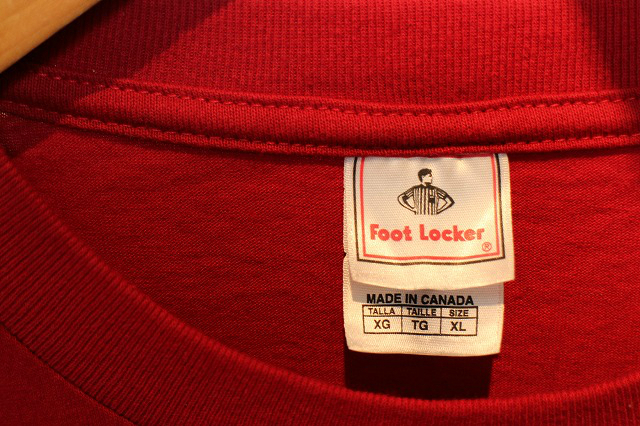 Foot Locker ®
MADE IN CANADA
TALLA TAILLE SIZE
XG TG XL